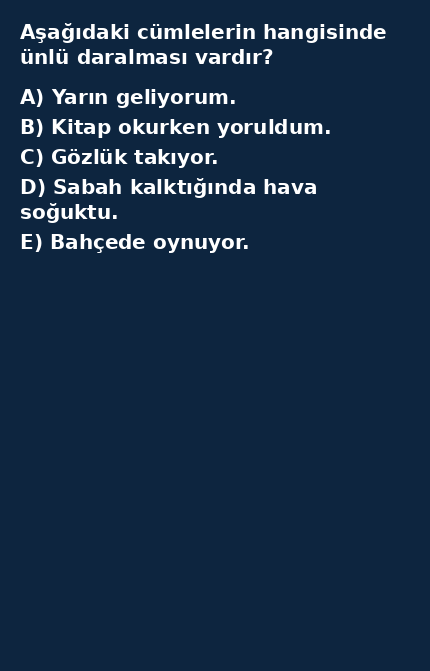 Aşağıdaki cümlelerin hangisinde
ünlü daralması vardır?
A) Yarın geliyorum.
B) Kitap okurken yoruldum.
C) Gözlük takıyor.
D) Sabah kalktığında hava
soğuktu.
E) Bahçede oynuyor.